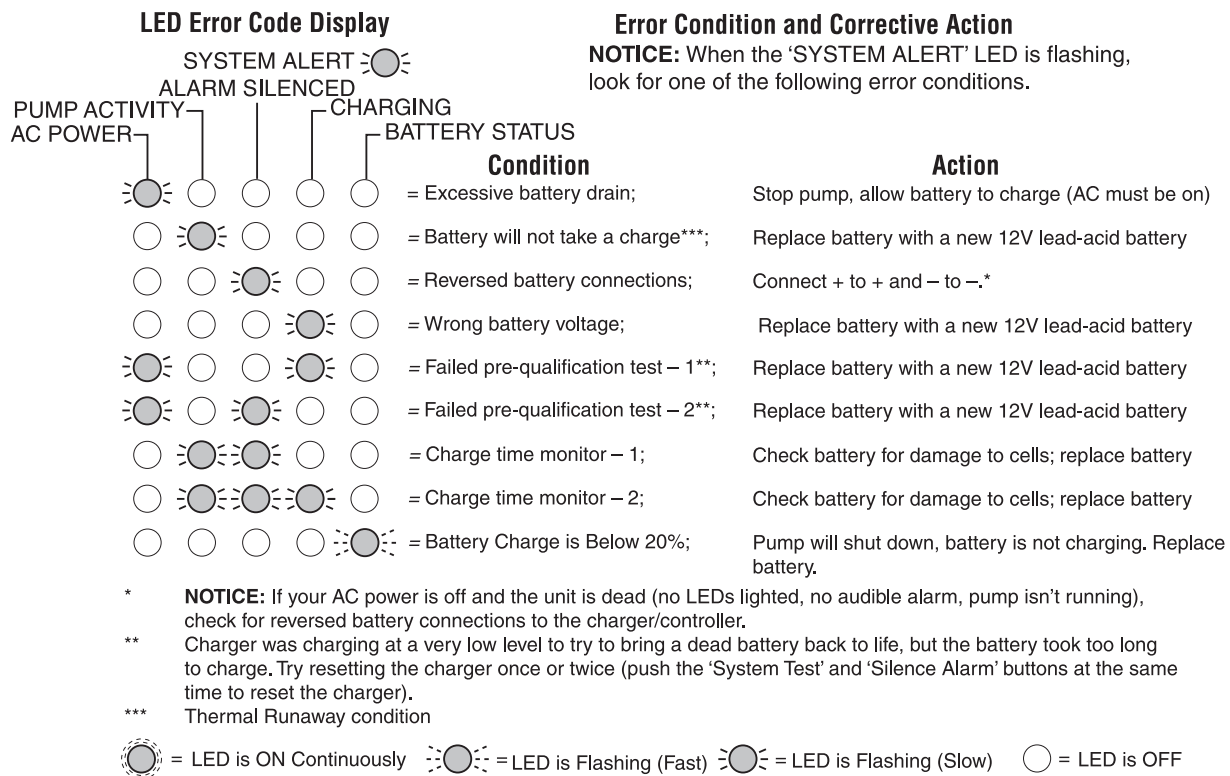 LED Error Code Display
Error Condition and Corrective Action
SYSTEM ALERT
NOTICE: When the ‘SYSTEM ALERT’ LED is flashing,
look for one of the following error conditions.
ALARM SILENCED
PUMP ACTIVITY
CHARGING
AC POWER
BATTERY STATUS
Condition
Action
= Excessive battery drain; Stop pump, allow battery to charge (AC must be on)
= Battery will not take a charge***; Replace battery with a new 12V lead-acid battery
= Reversed battery connections; Connect + to + and – to –.*
= Wrong battery voltage; Replace battery with a new 12V lead-acid battery
= Failed pre-qualification test – 1**; Replace battery with a new 12V lead-acid battery
= Failed pre-qualification test – 2**; Replace battery with a new 12V lead-acid battery
= Charge time monitor – 1; Check battery for damage to cells; replace battery
= Charge time monitor – 2; Check battery for damage to cells; replace battery
= Battery Charge is Below 20%; Pump will shut down, battery is not charging. Replace
battery.
* NOTICE: If your AC power is off and the unit is dead (no LEDs lighted, no audible alarm, pump isn’t running),
check for reversed battery connections to the charger/controller.
** Charger was charging at a very low level to try to bring a dead battery back to life, but the battery took too long
to charge. Try resetting the charger once or twice (push the ‘System Test’ and ‘Silence Alarm’ buttons at the same
time to reset the charger).
*** Thermal Runaway condition
= LED is ON Continuously = LED is Flashing (Fast) = LED is Flashing (Slow) = LED is OFF